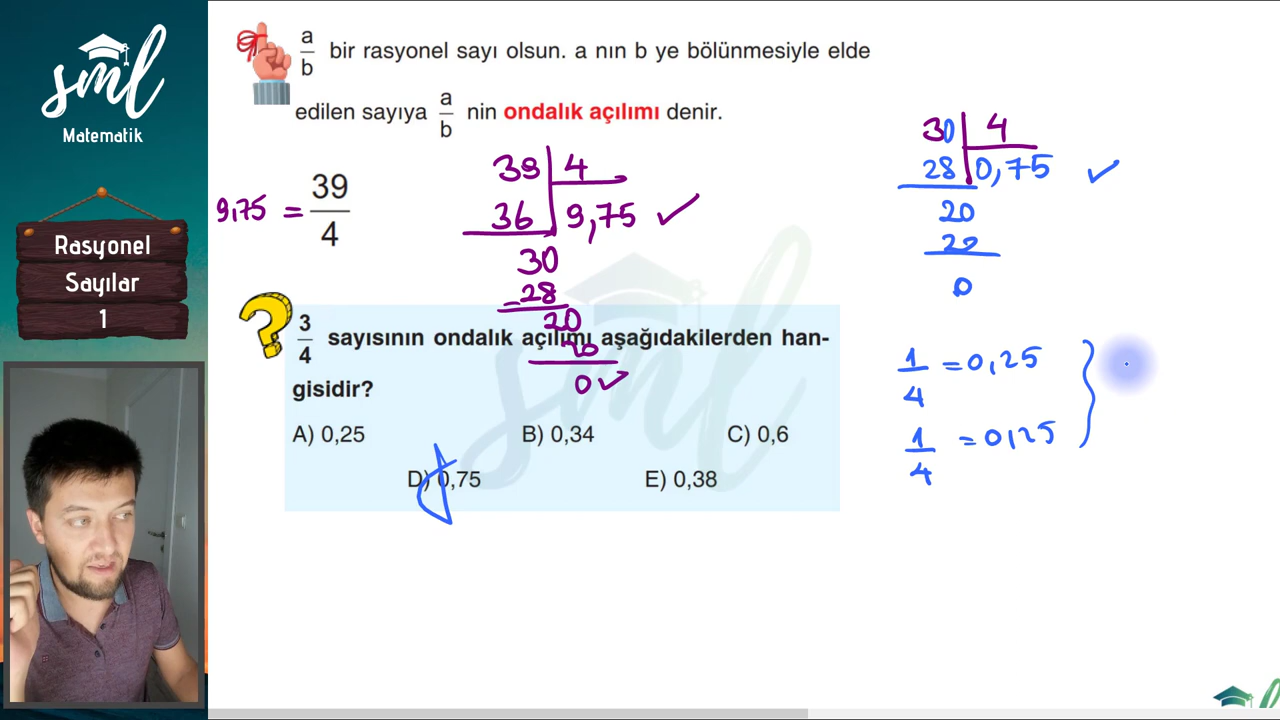 sml
Matematik
Rasyonel
Sayılar
1
a/b bir rasyonel sayı olsun. a nın b ye bölünmesiyle elde
edilen sayıya a/b nin ondalık açılımı denir.
9,75 = 39/4
39 | 4
36 | 9,75
30
-28
20
20
0
3/4 sayısının ondalık açılımı aşağıdakilerden han-
gisidir?
A) 0,25 B) 0,34 C) 0,6
D) 0,75 E) 0,38
30 | 4
28 | 0,75
20
20
0
1/4 = 0,25
1/4 = 0,25
sml